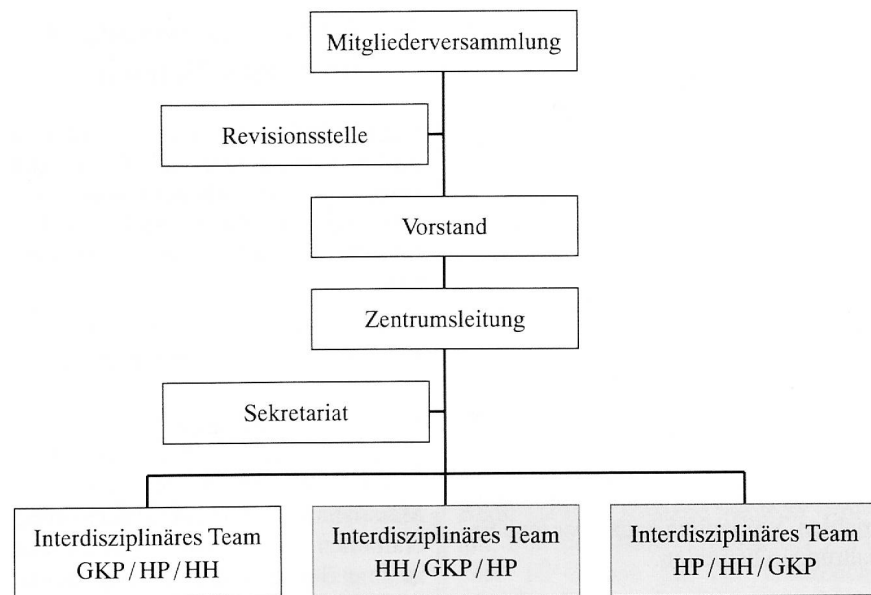 Mitgliederversammlung
Revisionsstelle
Vorstand
Zentrumsleitung
Sekretariat
Interdisziplinäres Team
GKP/HP/HH
Interdisziplinäres Team
HH/GKP/HP
Interdisziplinäres Team
HP/HH/GKP